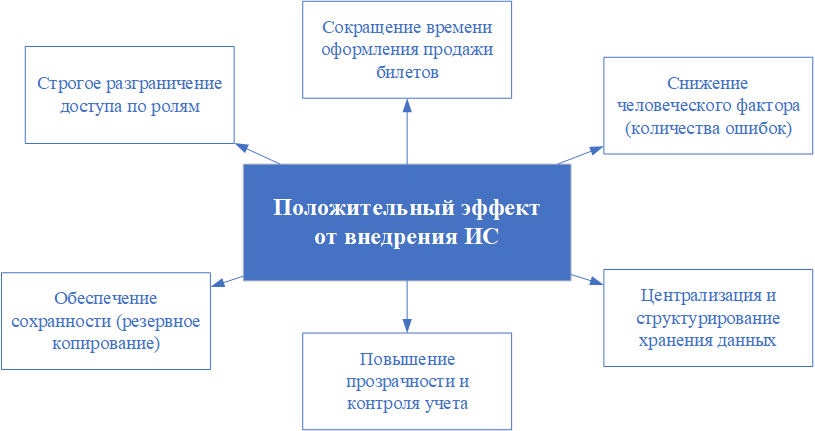 Сокращение времени
оформления продажи
билетов
Строгое разграничение
доступа по ролям
Снижение
человеческого фактора
(количества ошибок)
Положительный эффект
от внедрения ИС
Обеспечение
сохранности (резервное
копирование)
Централизация и
структурирование
хранения данных
Повышение
прозрачности и
контроля учета